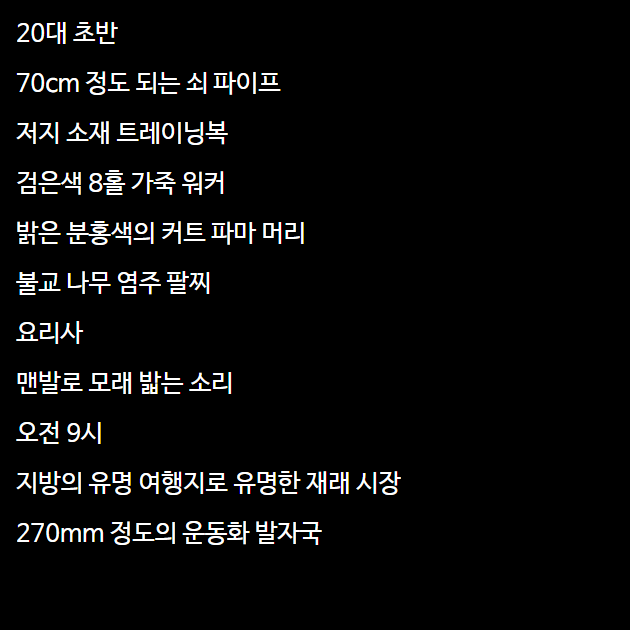 20대 초반
70cm 정도 되는 쇠 파이프
저지 소재 트레이닝복
검은색 8홀 가죽 워커
밝은 분홍색의 커트 파마 머리
불교 나무 염주 팔찌
요리사
맨발로 모래 밟는 소리
오전 9시
지방의 유명 여행지로 유명한 재래 시장
270mm 정도의 운동화 발자국